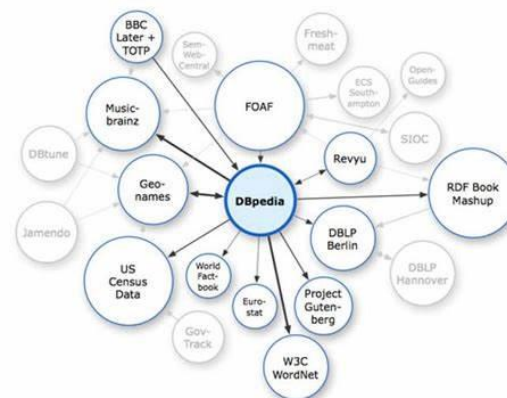 BBC
Later +
TOTP
Sem-
Web-
Central
Fresh-
meat
FOAF
ECS
South-
ampton
Open-
Guides
Music-
brainz
SIOC
DBtune
Revyu
Geo-
names
DBpedia
RDF Book
Mashup
Jamendo
DBLP
Berlin
US
Census
Data
World
Fact-
book
DBLP
Hannover
Euro-
stat
Project
Guten-
berg
Gov-
Track
W3C
WordNet